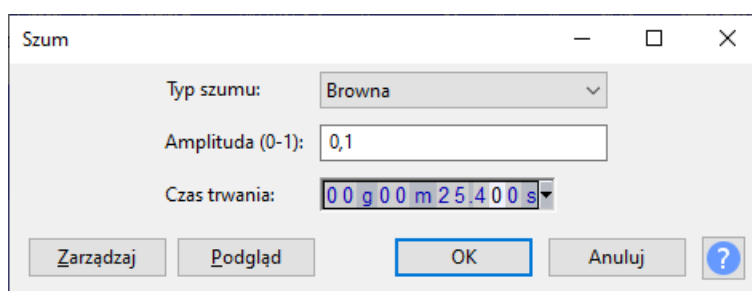 Szum
Typ szumu: Browna
Amplituda (0-1): 0,1
Czas trwania: 00 g 00 m 25.400 s
Zarządzaj Podgląd OK Anuluj ?